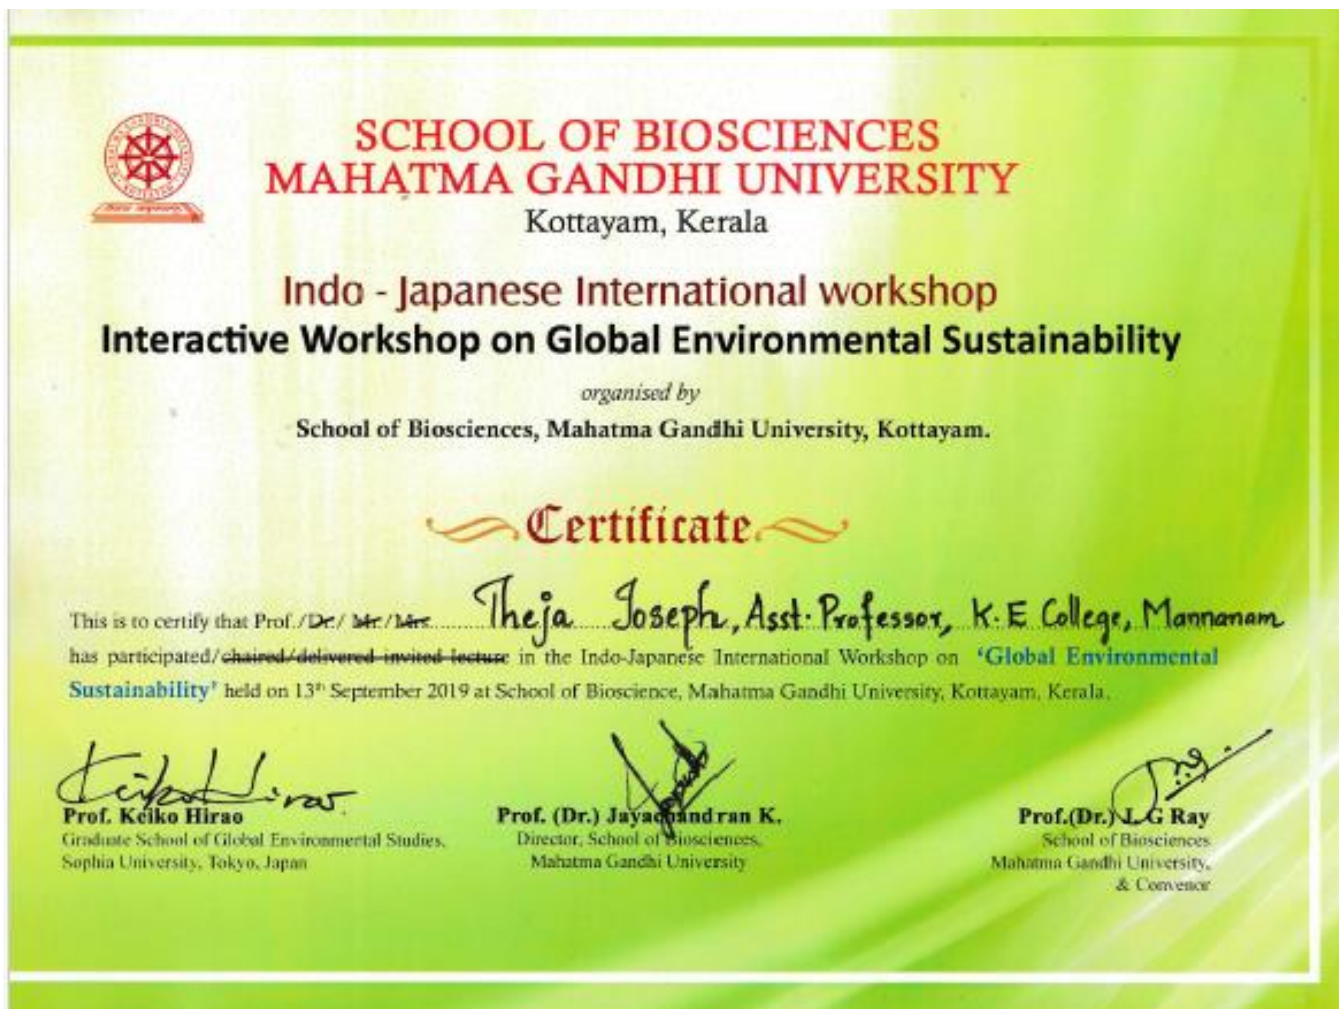 SCHOOL OF BIOSCIENCES
MAHATMA GANDHI UNIVERSITY
Kottayam, Kerala
Indo - Japanese International workshop
Interactive Workshop on Global Environmental Sustainability
organised by
School of Biosciences, Mahatma Gandhi University, Kottayam.
Certificate
This is to certify that Prof./Dr./ Mr./Mrs. Theja Joseph, Asst. Professor, K.E College, Mannanam
has participated/chaired/delivered invited lecture in the Indo-Japanese International Workshop on ‘Global Environmental
Sustainability’ held on 13th September 2019 at School of Bioscience, Mahatma Gandhi University, Kottayam, Kerala.
Keiko Hirao
Prof. Keiko Hirao
Graduate School of Global Environmental Studies,
Sophia University, Tokyo, Japan
Prof. (Dr.) Jayachandran K.
Director, School of Biosciences,
Mahatma Gandhi University
Prof.(Dr.) J. G Ray
School of Biosciences
Mahatma Gandhi University,
& Convenor